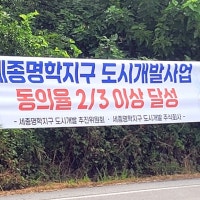 세종명학지구 도시개발사업
동의율 2/3 이상 달성
- 세종명학지구 도시개발 추진위원회 · 세종명학지구 도시개발 주식회사 -